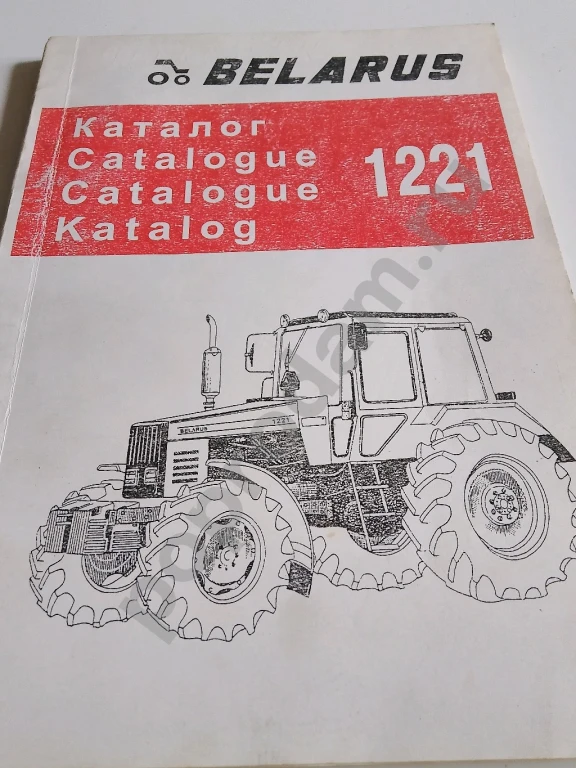 BELARUS
Каталог
Catalogue
Catalogue
Katalog
1221
BELARUS
1221